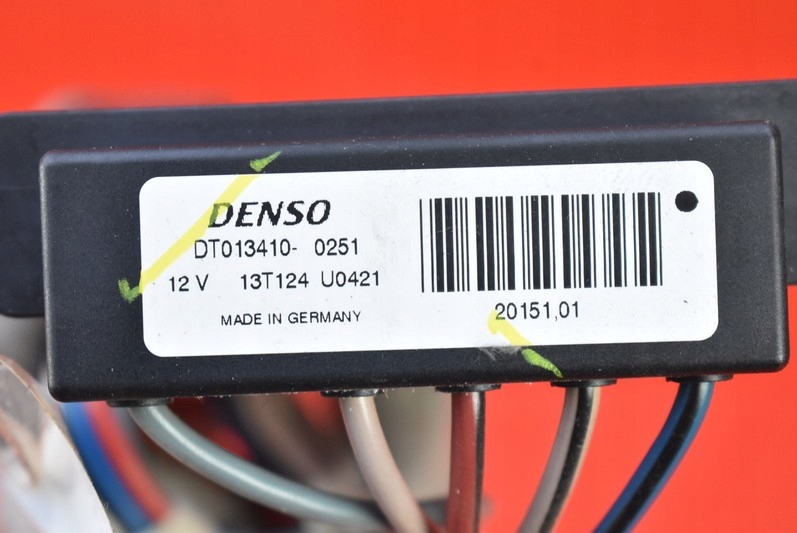 DENSO
DT013410- 0251
12 V 13T124 U0421
MADE IN GERMANY
20151,01